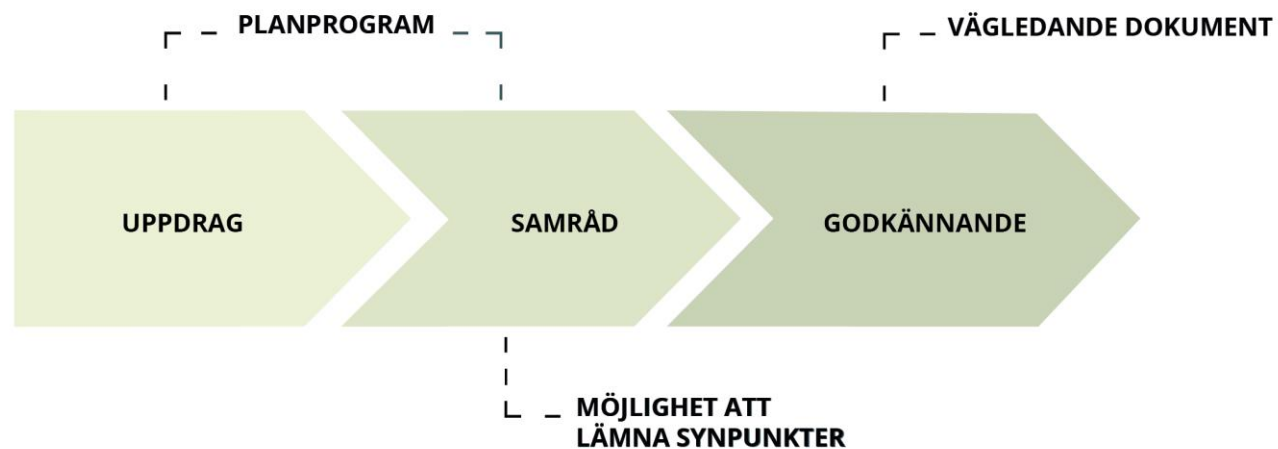 PLANPROGRAM
VÄGLEDANDE DOKUMENT
UPPDRAG
SAMRÅD
GODKÄNNANDE
MÖJLIGHET ATT
LÄMNA SYNPUNKTER